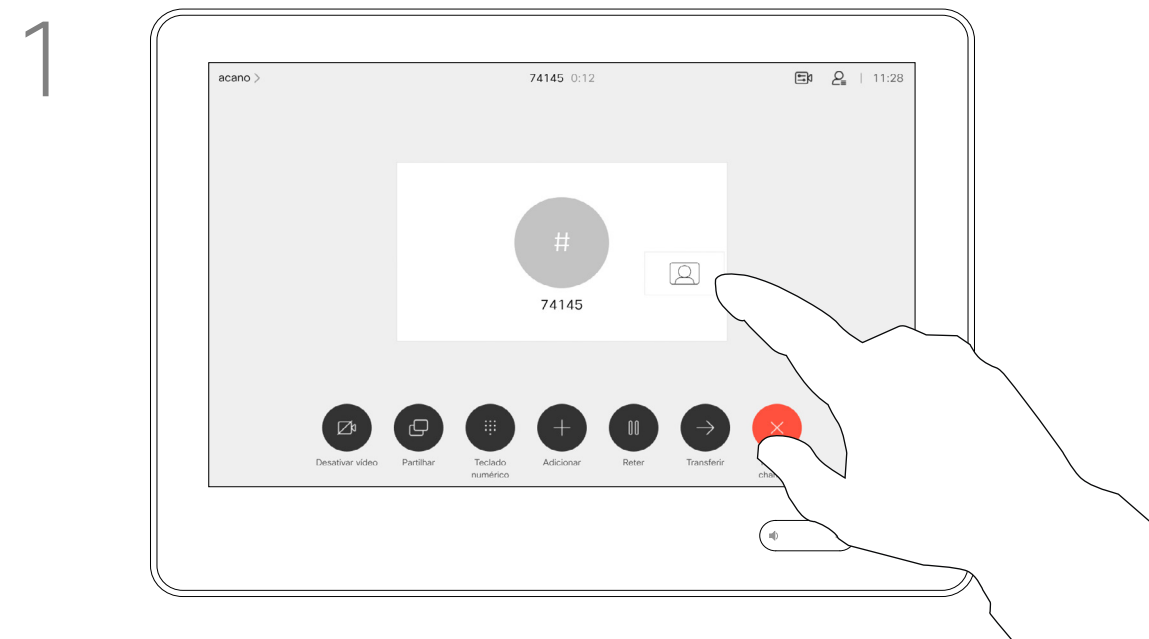 1
acano >
74145 0:12
11:28
#
74145
Desativar vídeo
Partilhar
Teclado
numérico
Adicionar
Reter
Transferir